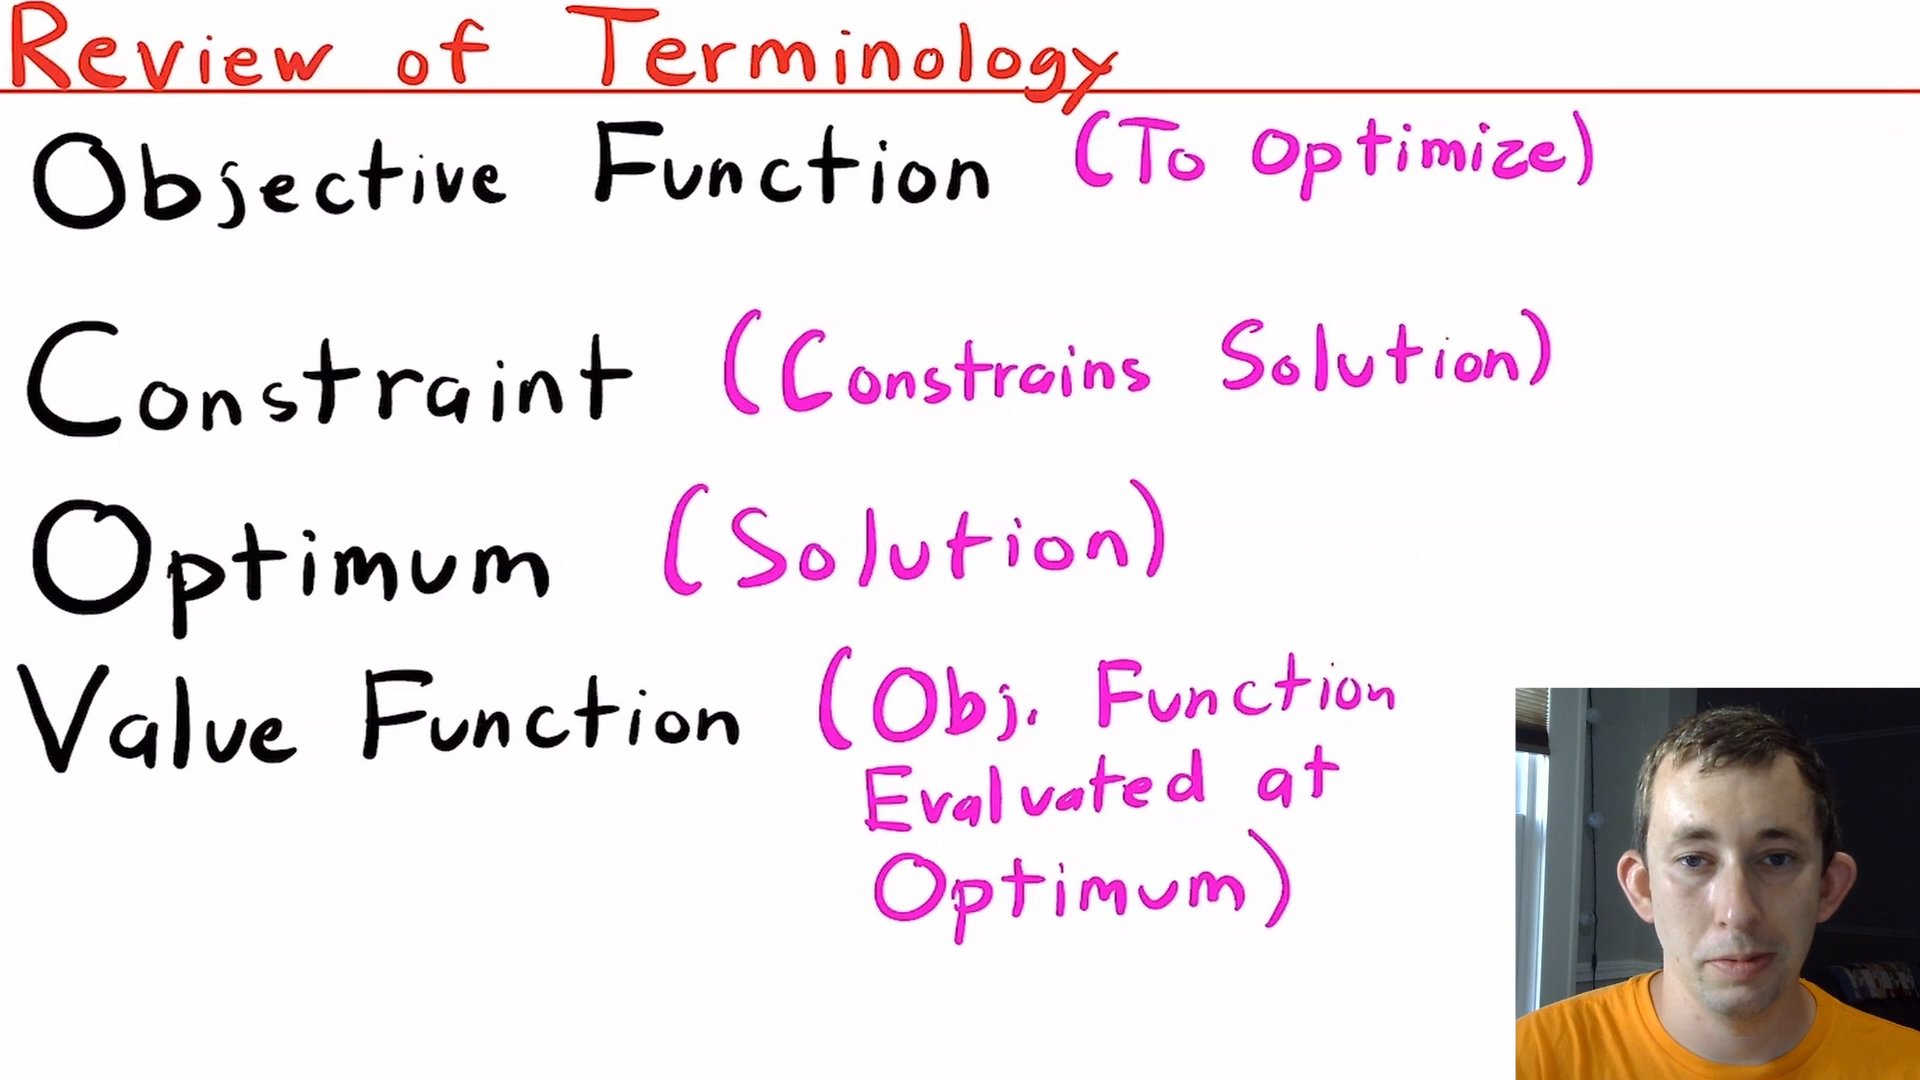 Review of Terminology
Objective Function (To Optimize)
Constraint (Constrains Solution)
Optimum (Solution)
Value Function (Obj. Function
Evaluated at
Optimum)